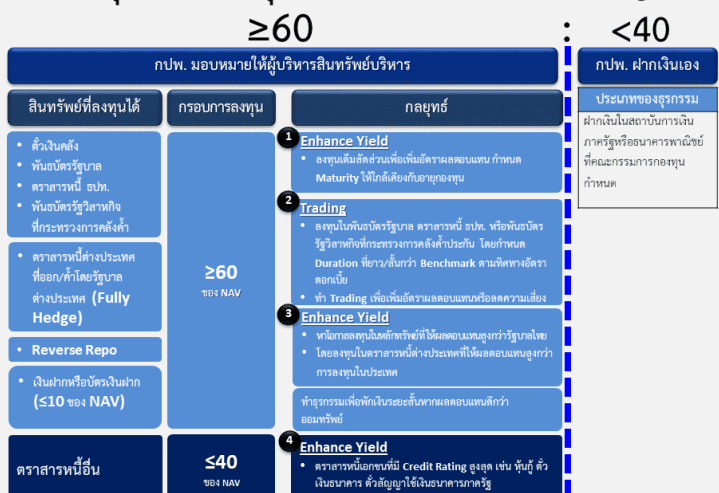 ≥60 : <40
กปพ. มอบหมายให้ผู้บริหารสินทรัพย์บริหาร
กปพ. ฝากเงินเอง
สินทรัพย์ที่ลงทุนได้
กรอบการลงทุน
กลยุทธ์
ประเภทของธุรกรรม
ฝากเงินในสถาบันการเงิน
ภาครัฐหรือธนาคารพาณิชย์
ที่คณะกรรมการกองทุน
กำหนด
• ตั๋วเงินคลัง
• พันธบัตรรัฐบาล
• ตราสารหนี้ ธปท.
• พันธบัตรรัฐวิสาหกิจ
ที่กระทรวงการคลังค้ำ
• ตราสารหนี้ต่างประเทศ
ที่ออก/ค้ำโดยรัฐบาล
ต่างประเทศ (Fully
Hedge)
• Reverse Repo
• เงินฝากหรือบัตรเงินฝาก
(≤10 ของ NAV)
≥60
ของ NAV
1 Enhance Yield
• ลงทุนเต็มสัดส่วนเพื่อเพิ่มอัตราผลตอบแทน กำหนด
Maturity ให้ใกล้เคียงกับอายุกองทุน
2 Trading
• ลงทุนในพันธบัตรรัฐบาล ตราสารหนี้ ธปท. หรือพันธบัตร
รัฐวิสาหกิจที่กระทรวงการคลังค้ำประกัน โดยกำหนด
Duration ที่ยาว/สั้นกว่า Benchmark ตามทิศทางอัตรา
ดอกเบี้ย
• ทำ Trading เพื่อเพิ่มอัตราผลตอบแทนหรือลดความเสี่ยง
3 Enhance Yield
• หาโอกาสลงทุนในหลักทรัพย์ที่ให้ผลตอบแทนสูงกว่ารัฐบาลไทย
• โดยลงทุนในตราสารหนี้ต่างประเทศที่ให้ผลตอบแทนสูงกว่า
การลงทุนในประเทศ
ทำธุรกรรมเพื่อพักเงินระยะสั้นหากผลตอบแทนดีกว่า
ออมทรัพย์
ตราสารหนี้อื่น
≤40
ของ NAV
4 Enhance Yield
• ตราสารหนี้เอกชนที่มี Credit Rating สูงสุด เช่น หุ้นกู้ ตั๋ว
เงินธนาคาร ตั๋วสัญญาใช้เงินธนาคารภาครัฐ